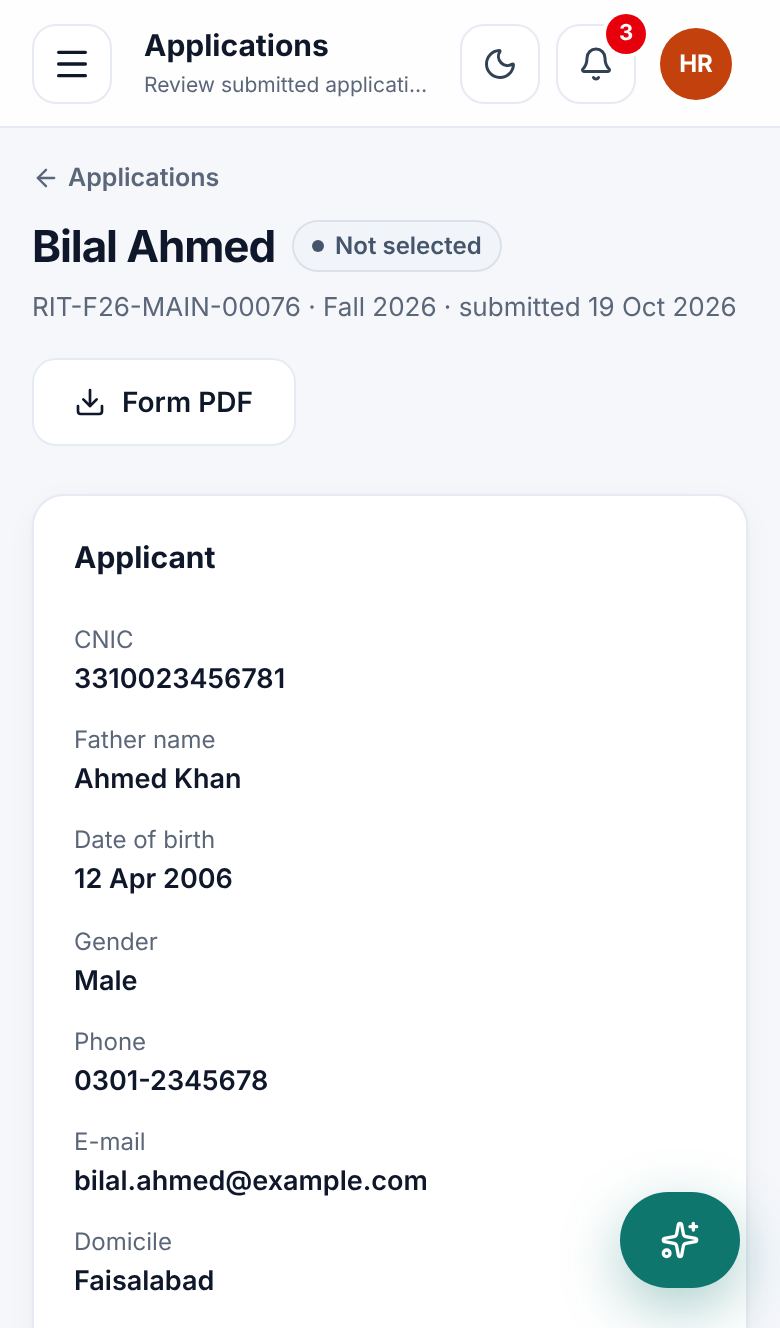 Applications
Review submitted applicati...
3
HR
Applications
Bilal Ahmed
Not selected
RIT-F26-MAIN-00076 · Fall 2026 · submitted 19 Oct 2026
Form PDF
Applicant
CNIC
3310023456781
Father name
Ahmed Khan
Date of birth
12 Apr 2006
Gender
Male
Phone
0301-2345678
E-mail
bilal.ahmed@example.com
Domicile
Faisalabad